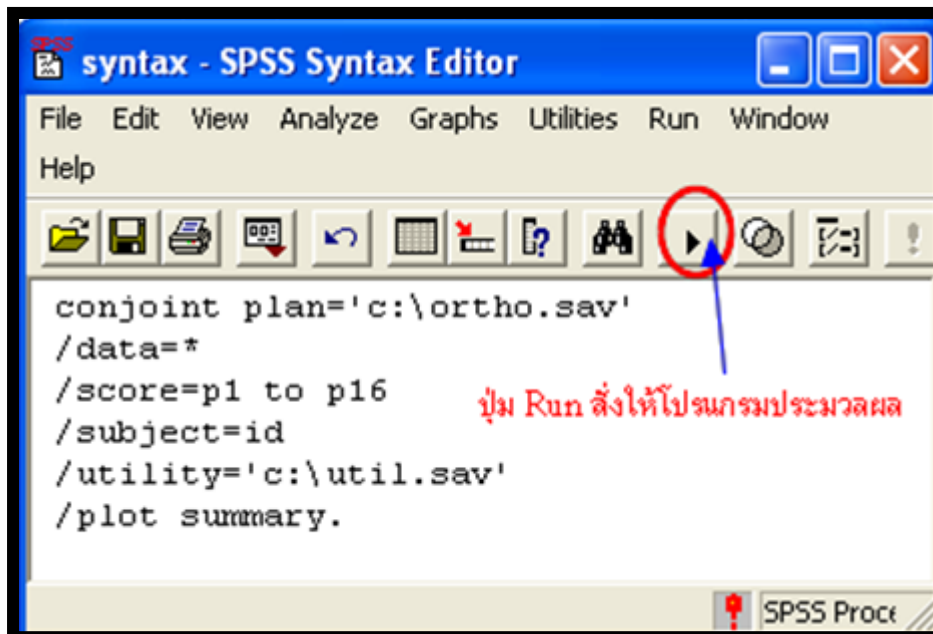 SPSS
syntax - SPSS Syntax Editor
File Edit View Analyze Graphs Utilities Run Window
Help
conjoint plan='c:\ortho.sav'
/data=*
/score=p1 to p16
ปุ่ม Run สั่งให้โปรแกรมประมวลผล
/subject=id
/utility='c:\util.sav'
/plot summary.
SPSS Proce